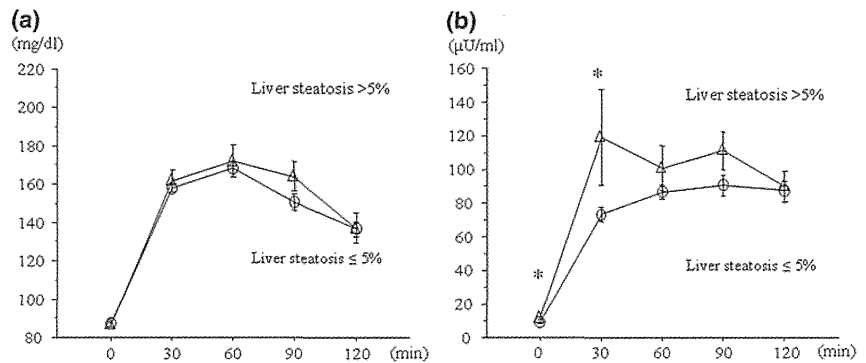 (a)
(mg/dl)
220
200
180
160
140
120
100
80
0 30 60 90 120 (min)
Liver steatosis >5%
Liver steatosis ≤ 5%
(b)
(μU/ml)
160
140
120
100
80
60
40
20
0
0 30 60 90 120 (min)
*
*
Liver steatosis >5%
Liver steatosis ≤ 5%